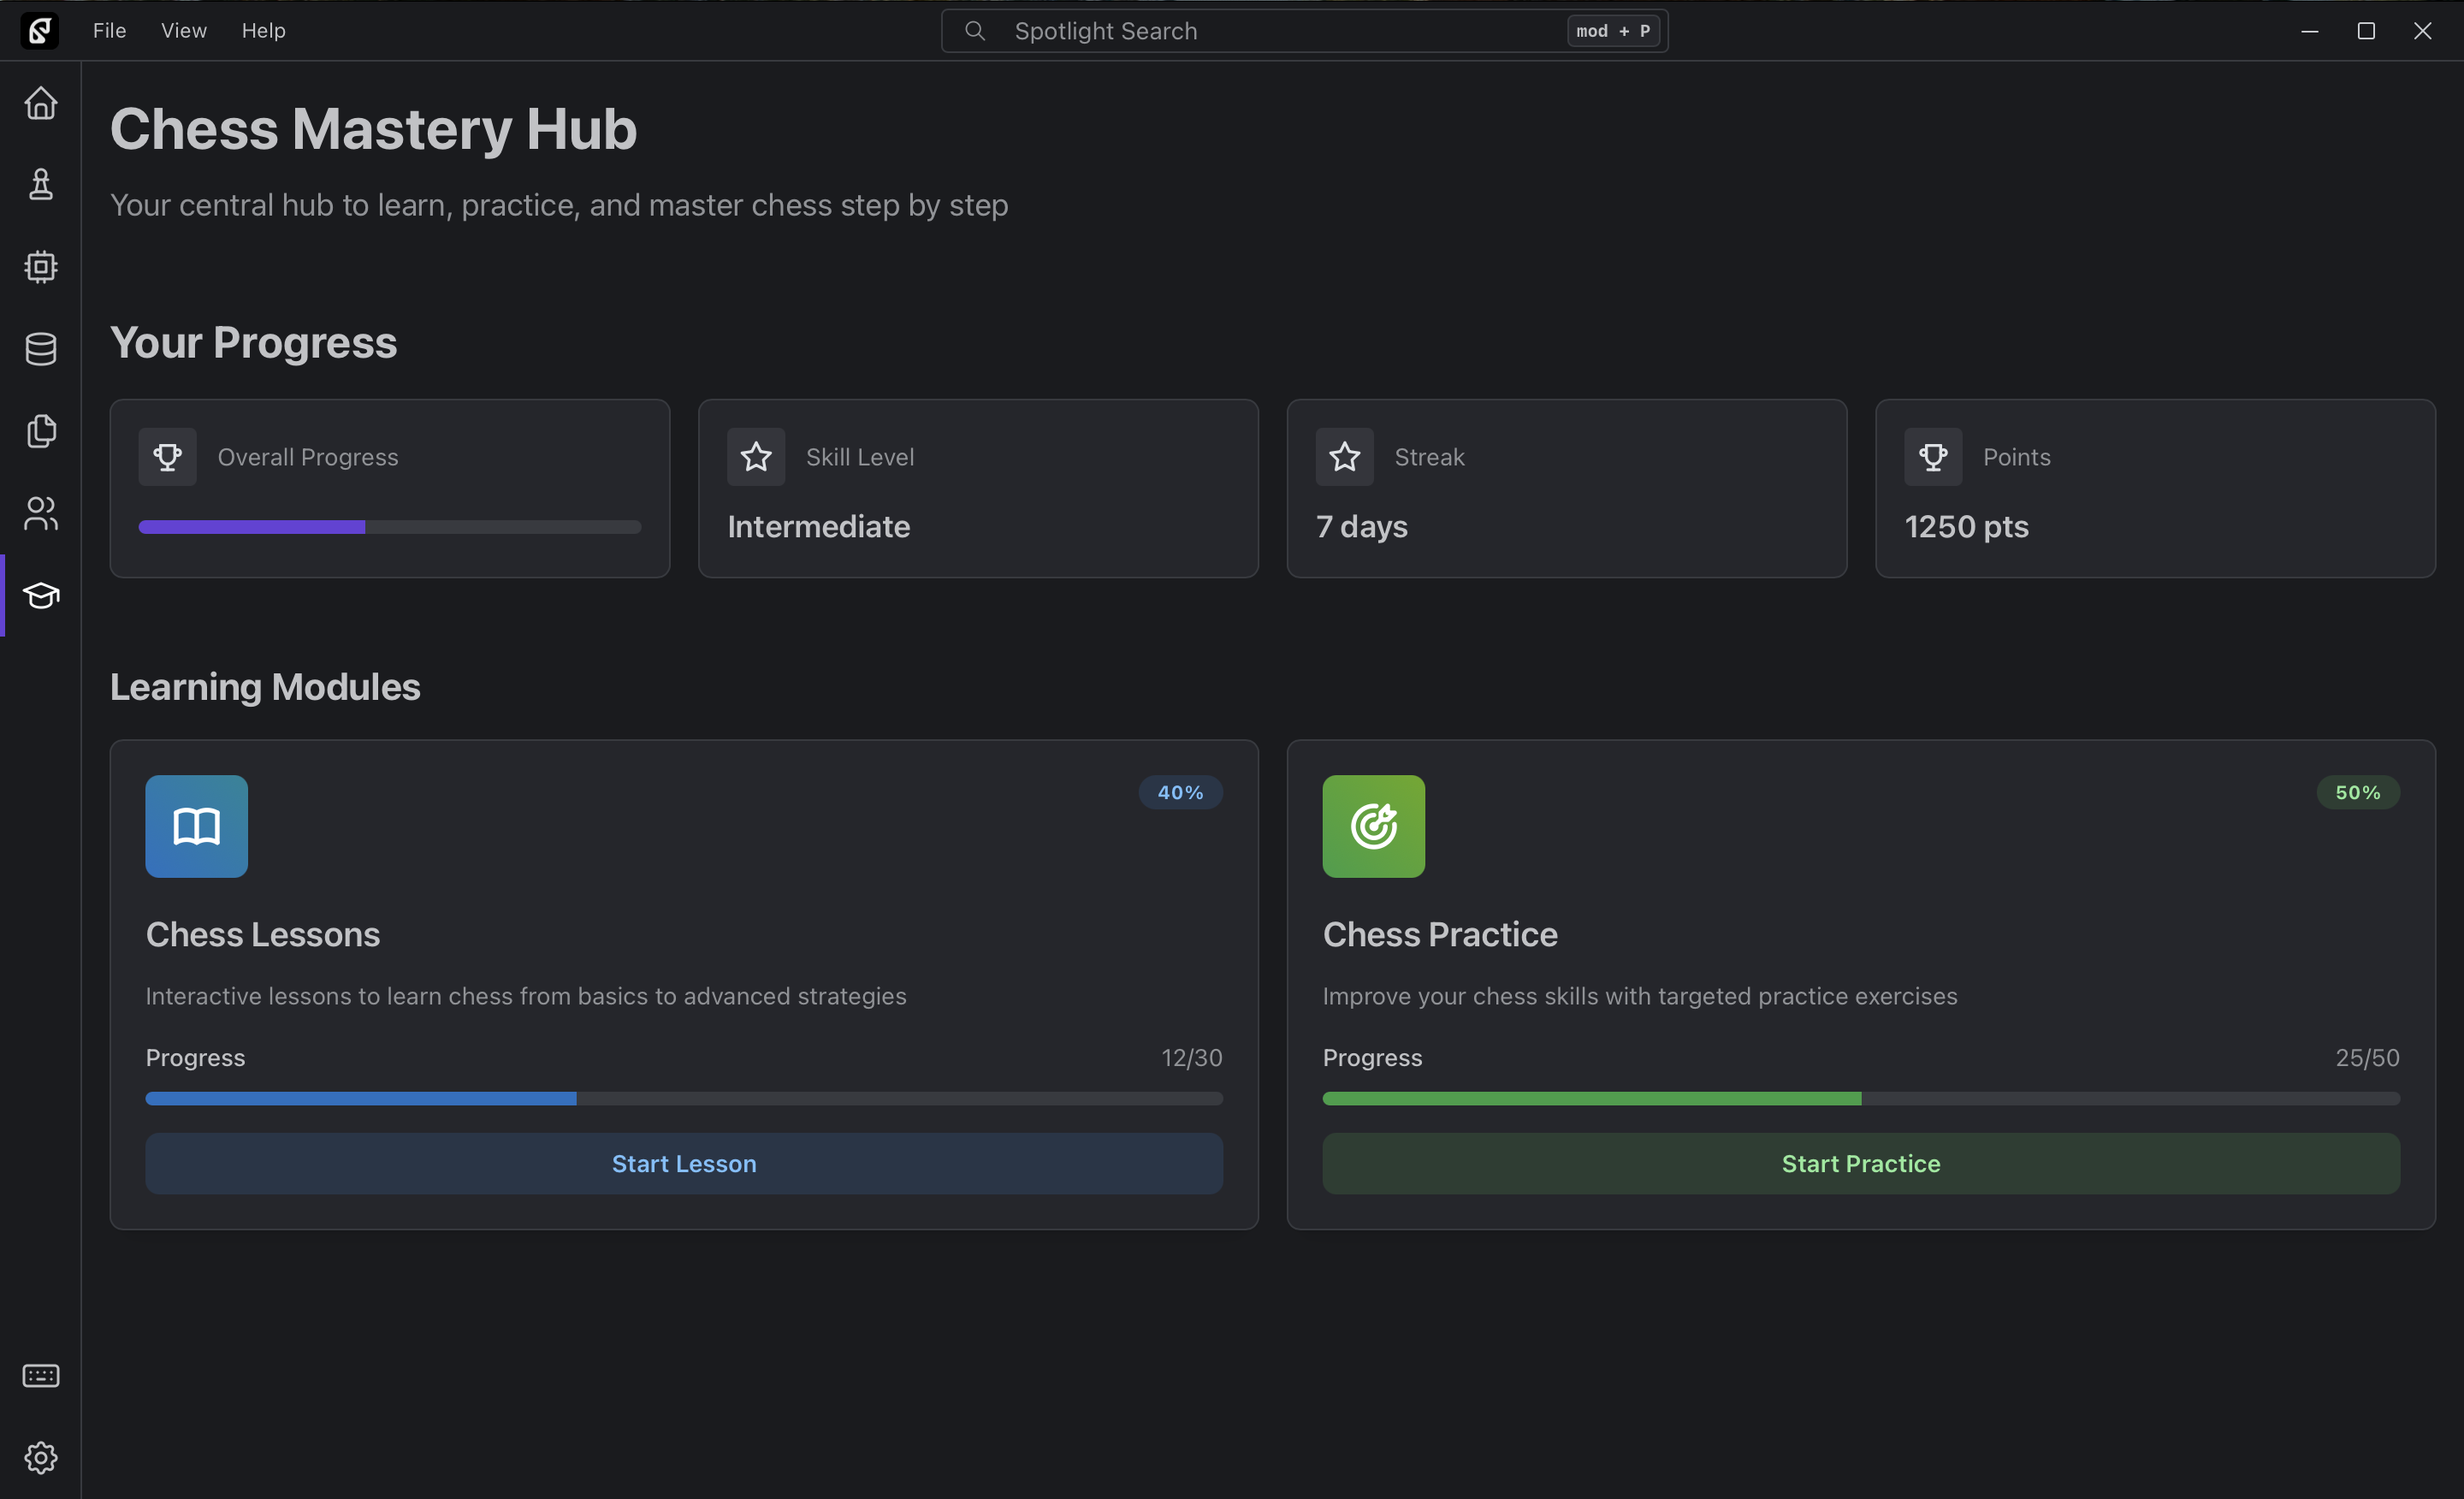 File View Help
Spotlight Search mod + P
Chess Mastery Hub
Your central hub to learn, practice, and master chess step by step
Your Progress
Overall Progress
Skill Level
Intermediate
Streak
7 days
Points
1250 pts
Learning Modules
40%
Chess Lessons
Interactive lessons to learn chess from basics to advanced strategies
Progress 12/30
Start Lesson
50%
Chess Practice
Improve your chess skills with targeted practice exercises
Progress 25/50
Start Practice